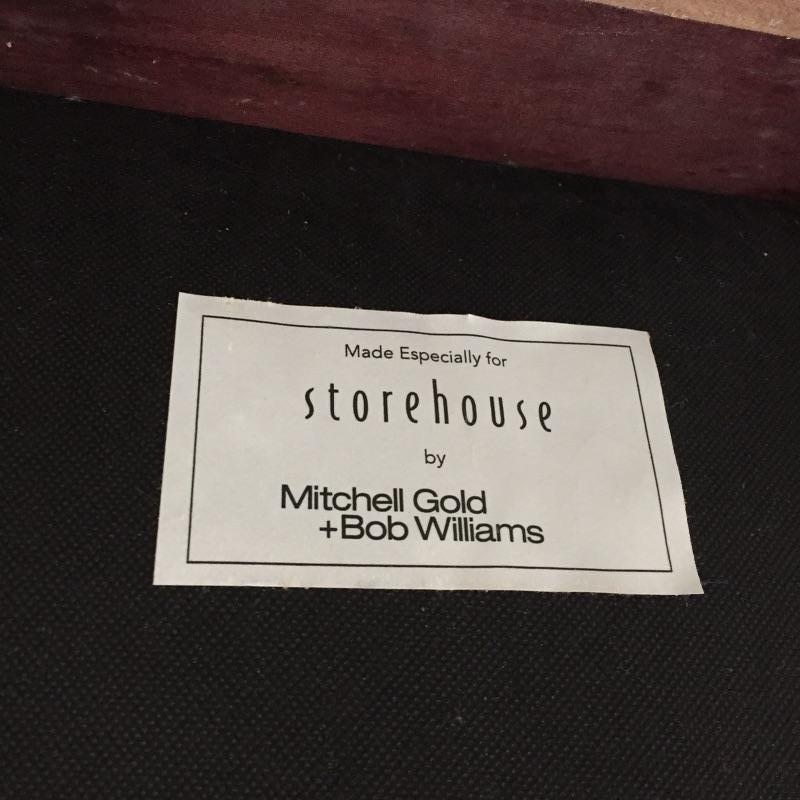 Made Especially for
storehouse
by
Mitchell Gold
+Bob Williams